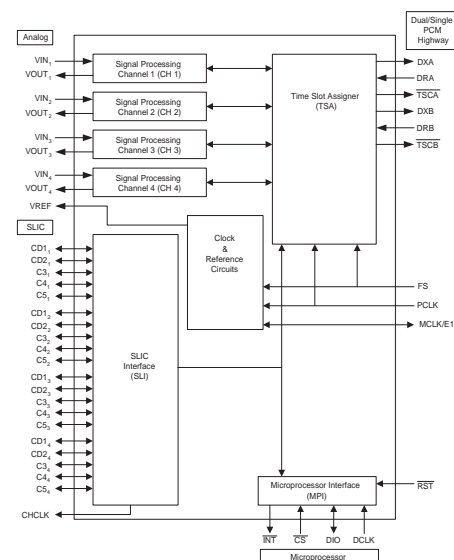 Dual/Single
PCM
Highway
Analog
VIN₁
VOUT₁
Signal Processing
Channel 1 (CH 1)
VIN₂
VOUT₂
Signal Processing
Channel 2 (CH 2)
VIN₃
VOUT₃
Signal Processing
Channel 3 (CH 3)
VIN₄
VOUT₄
Signal Processing
Channel 4 (CH 4)
Time Slot Assigner
(TSA)
DXA
DRA
TSCA
DXB
DRB
TSCB
VREF
SLIC
Clock
&
Reference
Circuits
FS
PCLK
MCLK/E1
CD1₁
CD2₁
C3₁
C4₁
C5₁
CD1₂
CD2₂
C3₂
C4₂
C5₂
CD1₃
CD2₃
C3₃
C4₃
C5₃
CD1₄
CD2₄
C3₄
C4₄
C5₄
SLIC
Interface
(SLI)
CHCLK
Microprocessor Interface
(MPI)
RST
INT
CS
DIO
DCLK
Microprocessor